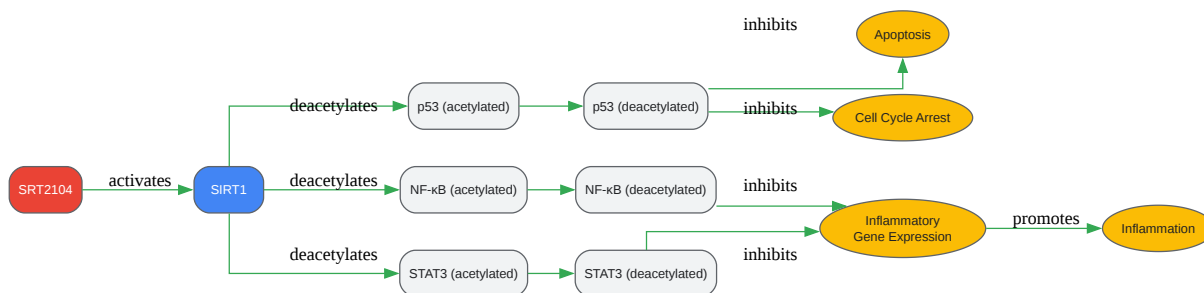 inhibits
Apoptosis
deacetylates
p53 (acetylated)
p53 (deacetylated)
inhibits
Cell Cycle Arrest
SRT2104
activates
SIRT1
deacetylates
NF-κB (acetylated)
NF-κB (deacetylated)
inhibits
Inflammatory
Gene Expression
promotes
Inflammation
deacetylates
STAT3 (acetylated)
STAT3 (deacetylated)
inhibits